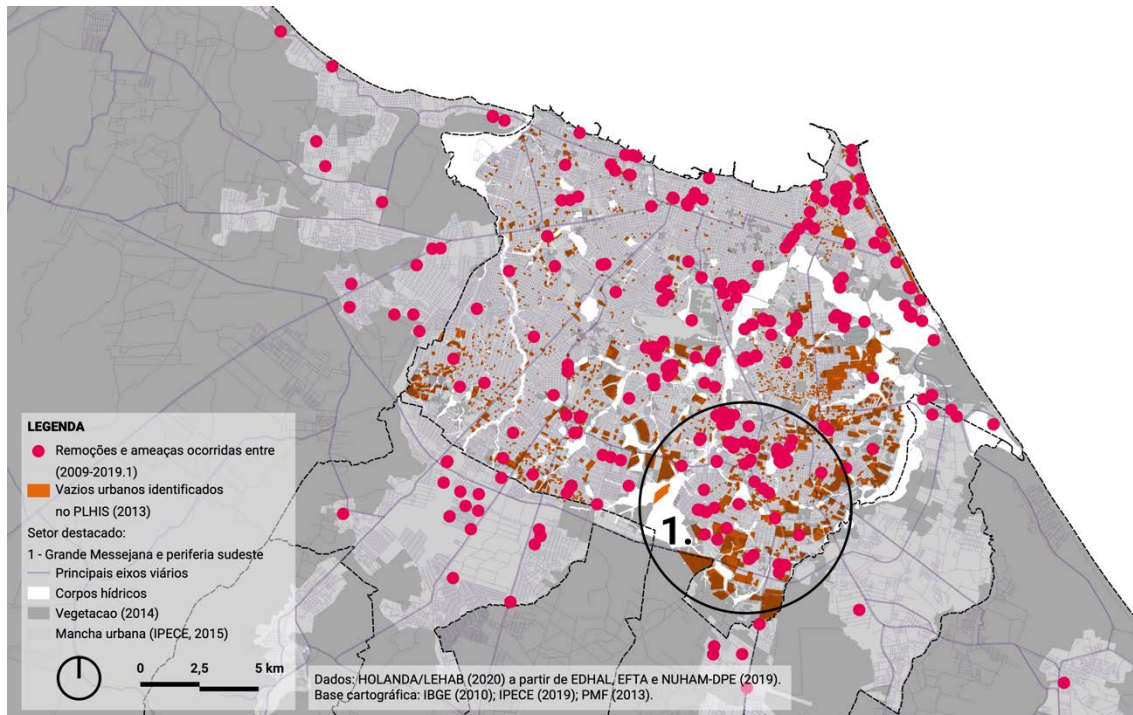 1.
LEGENDA
Remoções e ameaças ocorridas entre
(2009-2019.1)
Vazios urbanos identificados
no PLHIS (2013)
Setor destacado:
1 - Grande Messejana e periferia sudeste
Principais eixos viários
Corpos hídricos
Vegetacao (2014)
Mancha urbana (IPECE, 2015)
0 2,5 5 km
Dados: HOLANDA/LEHAB (2020) a partir de EDHAL, EFTA e NUHAM-DPE (2019).
Base cartográfica: IBGE (2010); IPECE (2019); PMF (2013).